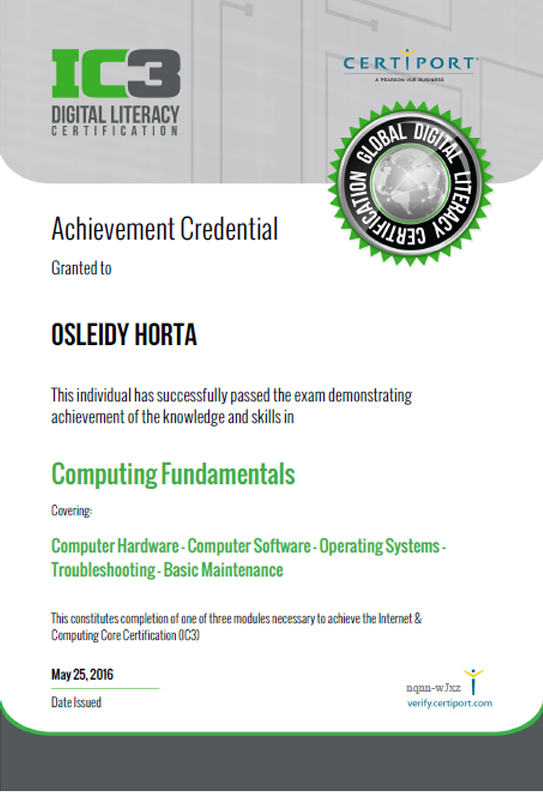 IC3
DIGITAL LITERACY
CERTIFICATION
CERTIPORT
A PEARSON VUE BUSINESS
GLOBAL DIGITAL LITERACY CERTIFICATION
Achievement Credential
Granted to
OSLEIDY HORTA
This individual has successfully passed the exam demonstrating
achievement of the knowledge and skills in
Computing Fundamentals
Covering:
Computer Hardware - Computer Software - Operating Systems -
Troubleshooting - Basic Maintenance
This constitutes completion of one of three modules necessary to achieve the Internet &
Computing Core Certification (IC3)
May 25, 2016
Date Issued
nqnn-wJxz
verify.certiport.com